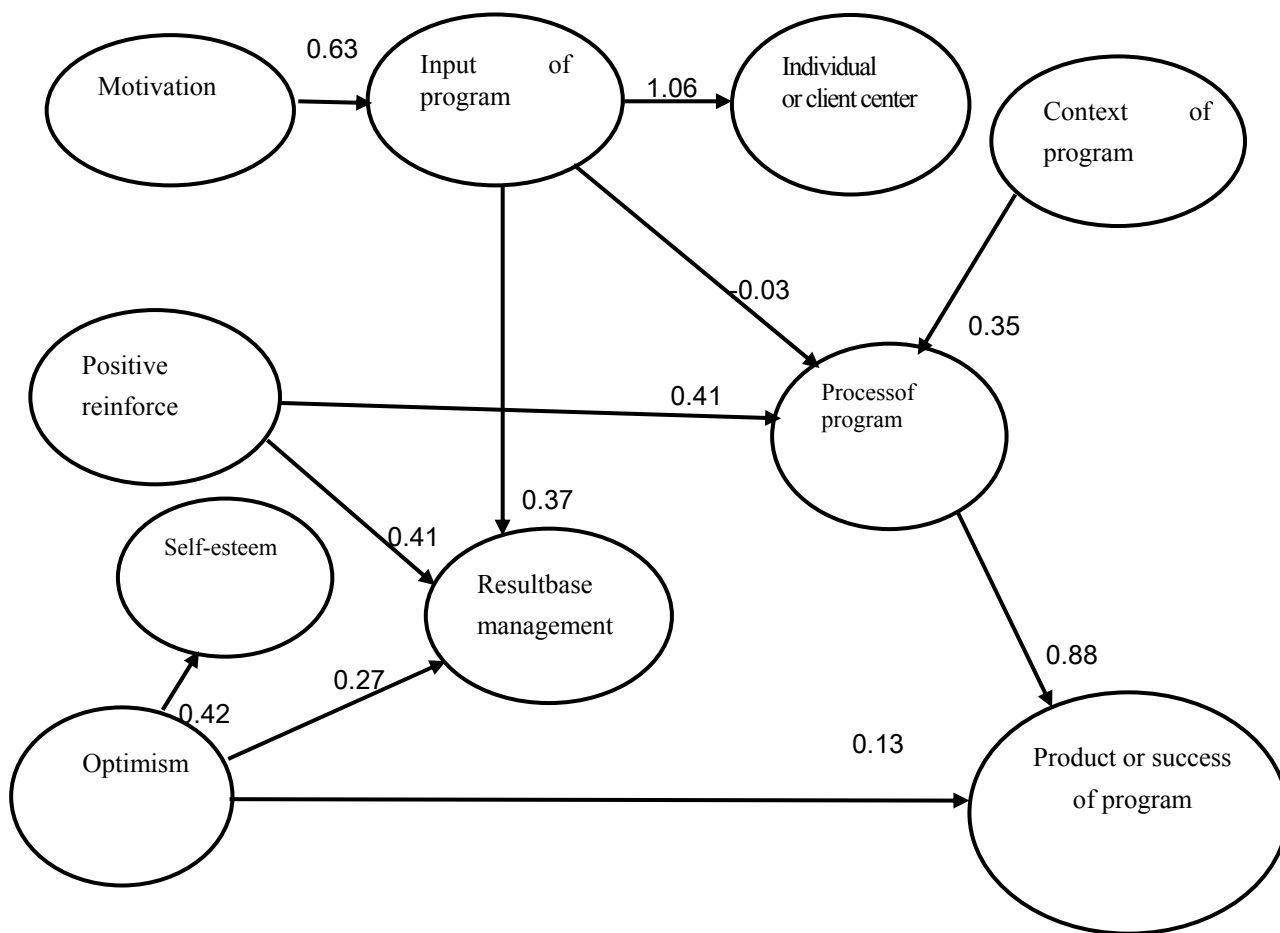 0.63
Motivation
Input of
program
1.06
Individual
or client center
Context of
program
-0.03
0.35
Positive
reinforce
0.41
Processof
program
0.37
0.41
Self-esteem
Resultbase
management
0.27
0.42
0.88
Optimism
0.13
Product or success
of program